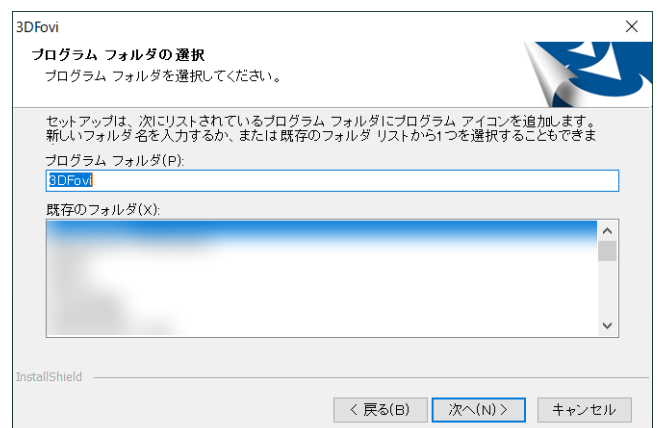 3DFovi
プログラム フォルダの選択
プログラム フォルダを選択してください。
セットアップは、次にリストされているプログラム フォルダにプログラム アイコンを追加します。
新しいフォルダ名を入力するか、または既存のフォルダ リストから1つを選択することもできま
プログラム フォルダ(P):
3DFovi
既存のフォルダ(X):
InstallShield
< 戻る(B)
次へ(N) >
キャンセル